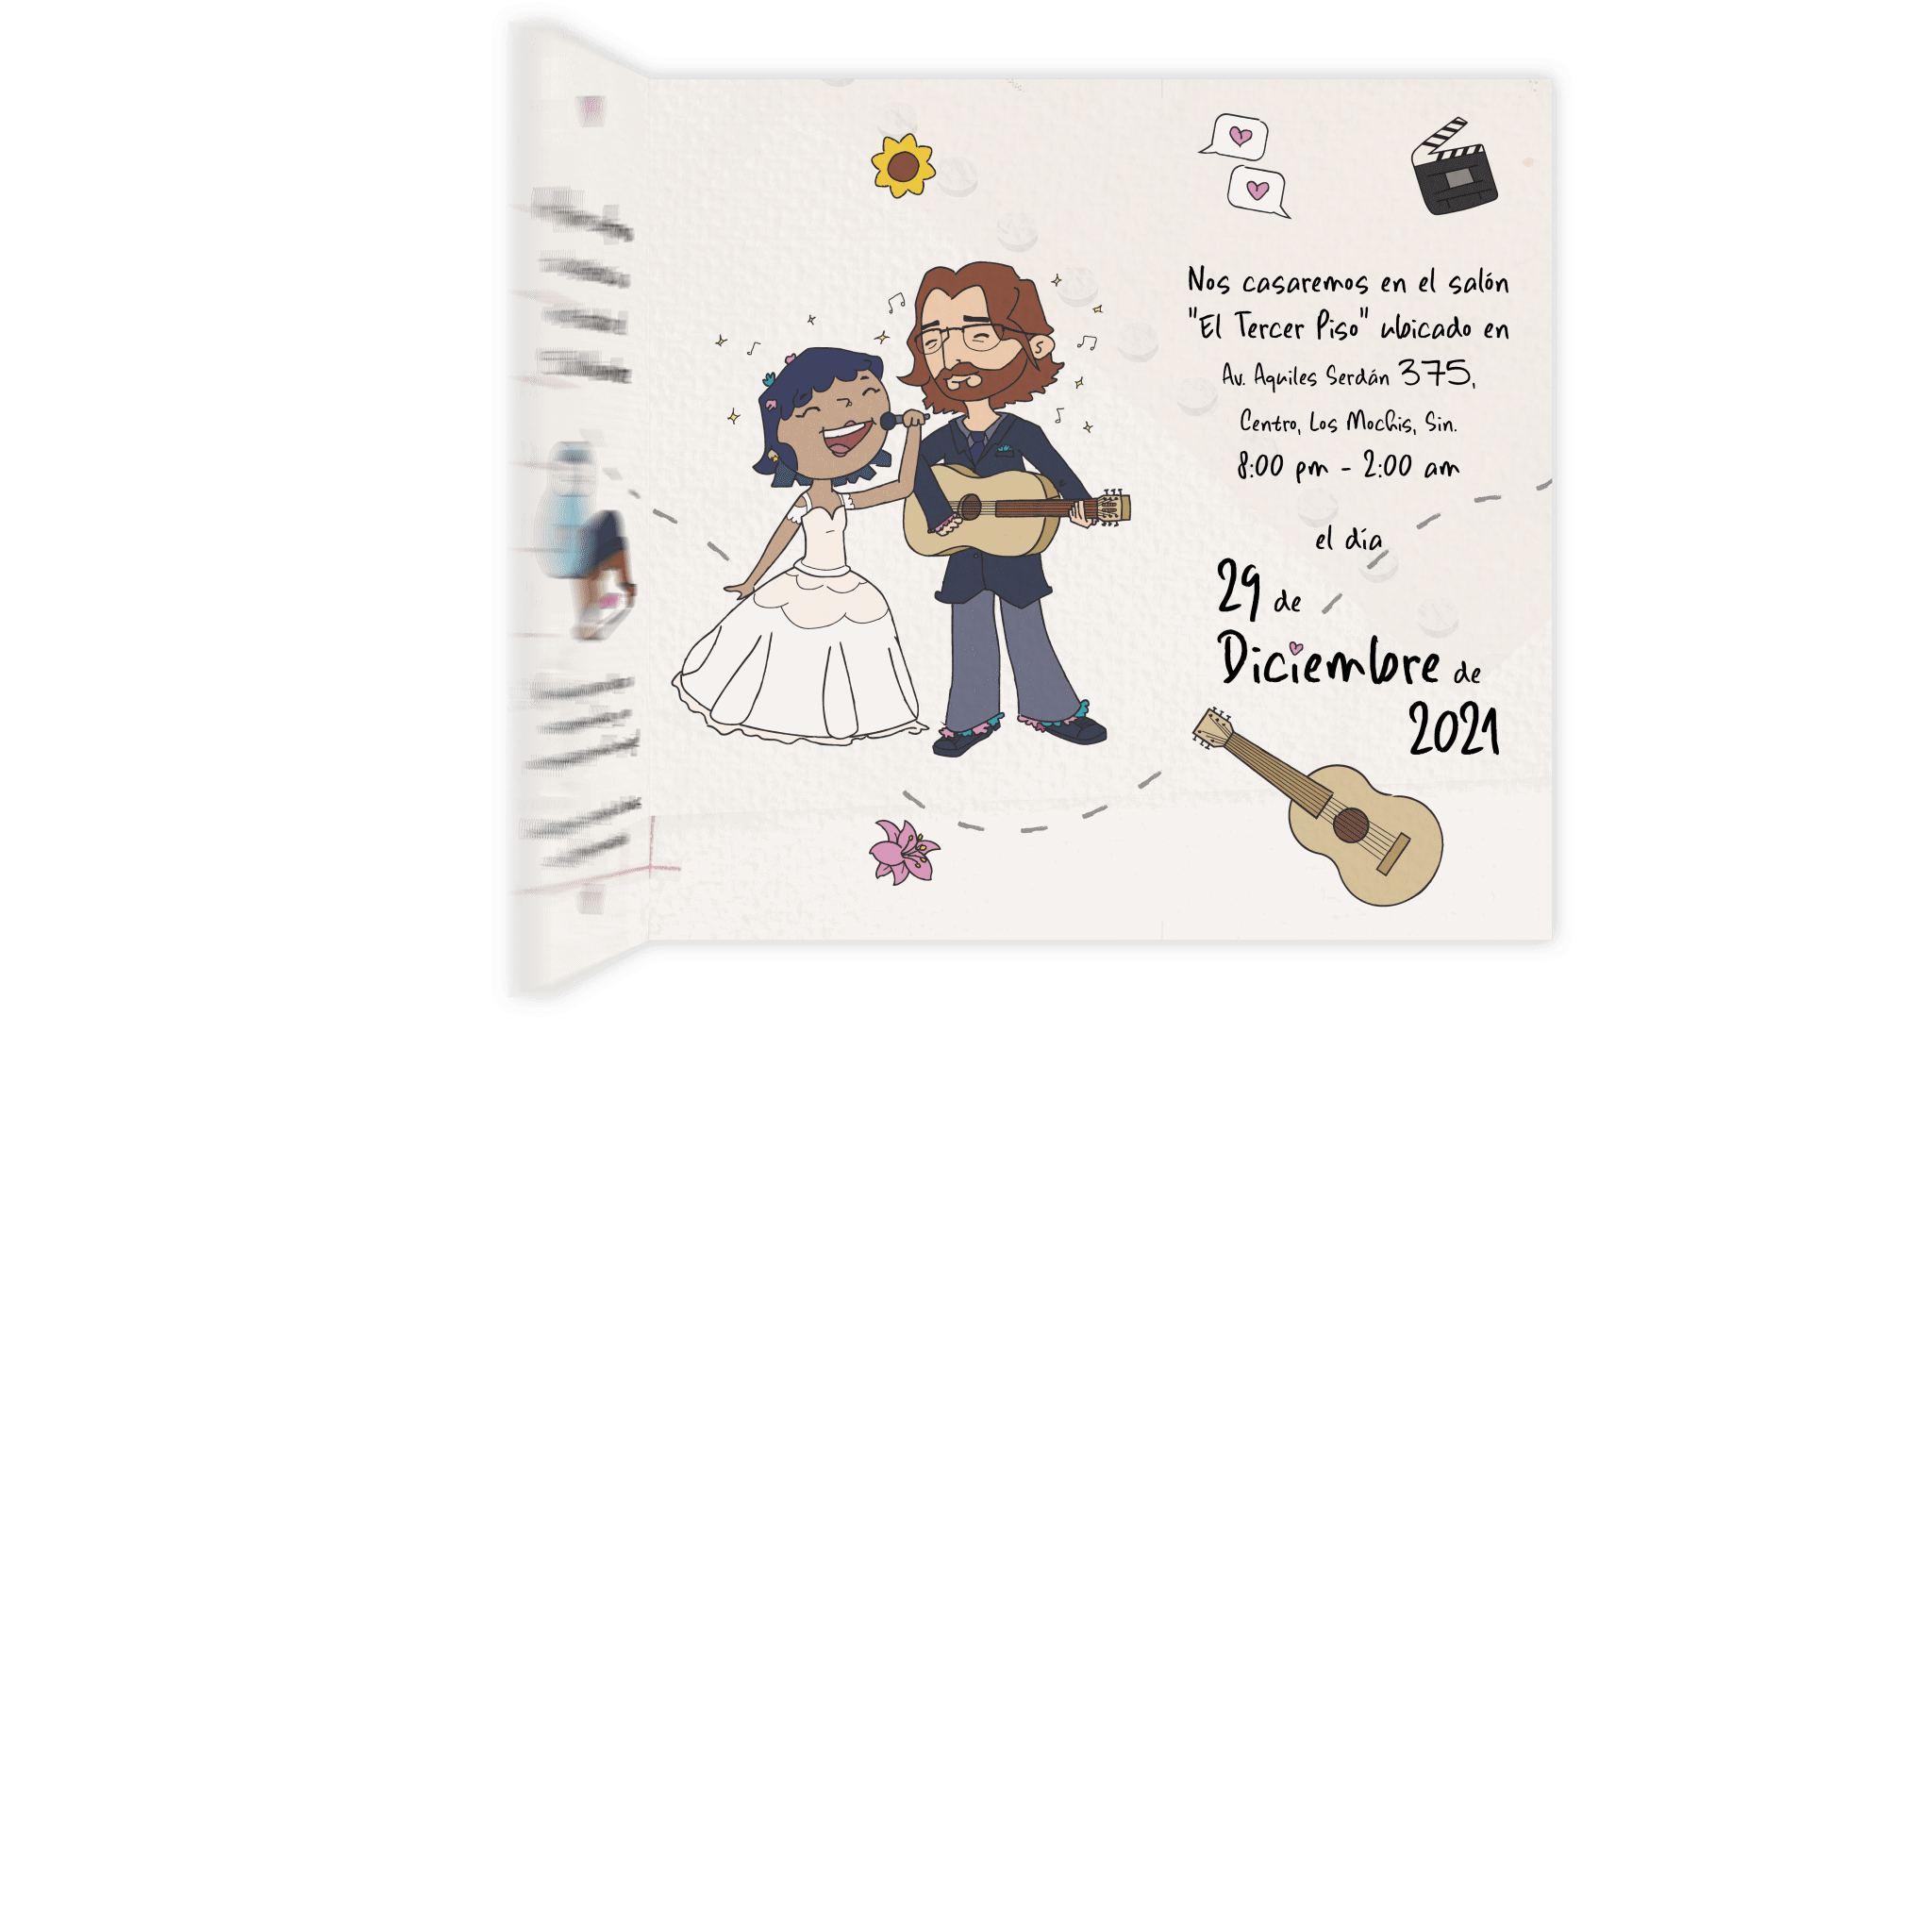 Nos casaremos en el salón
"El Tercer Piso" ubicado en
Av. Aquiles Serdán 375,
Centro, Los Mochis, Sin.
8:00 pm - 2:00 am
el día
29 de
Diciembre de
2021